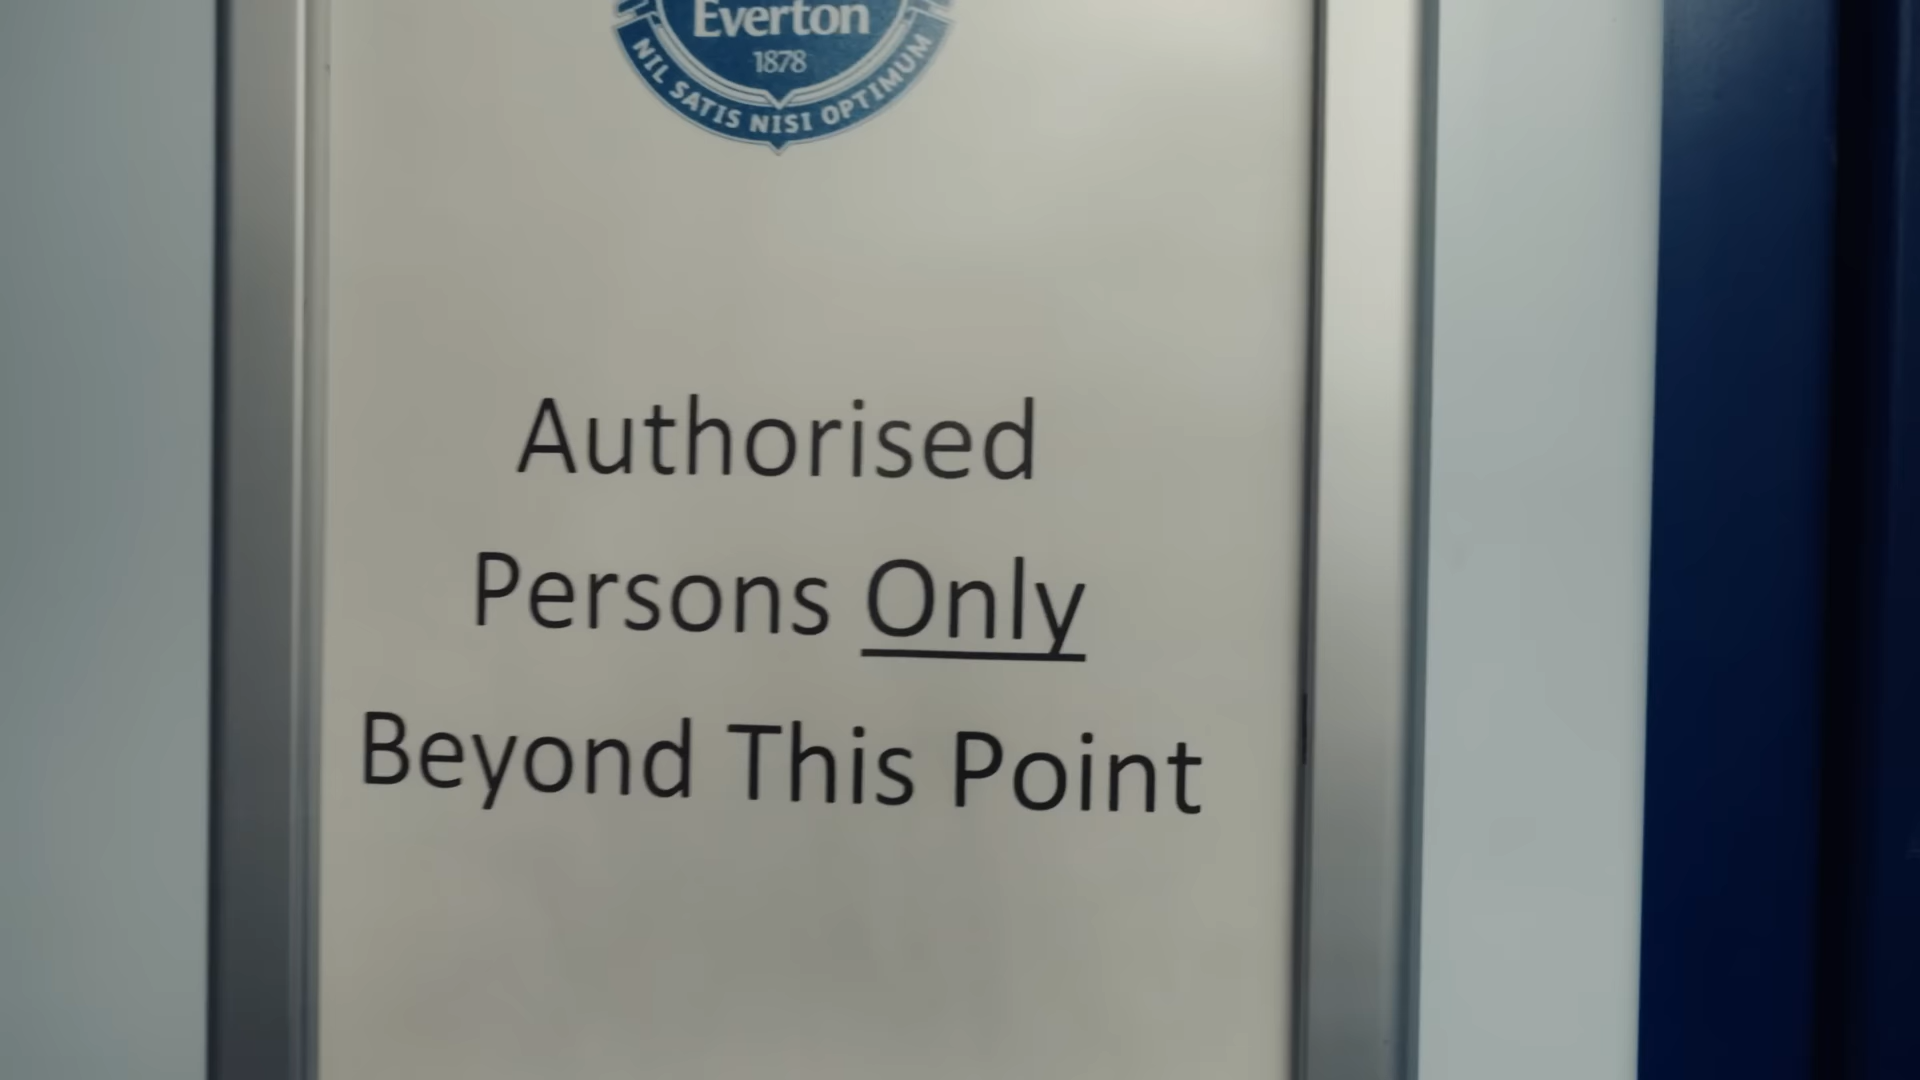 Everton
1878
NIL SATIS NISI OPTIMUM
Authorised
Persons Only
Beyond This Point